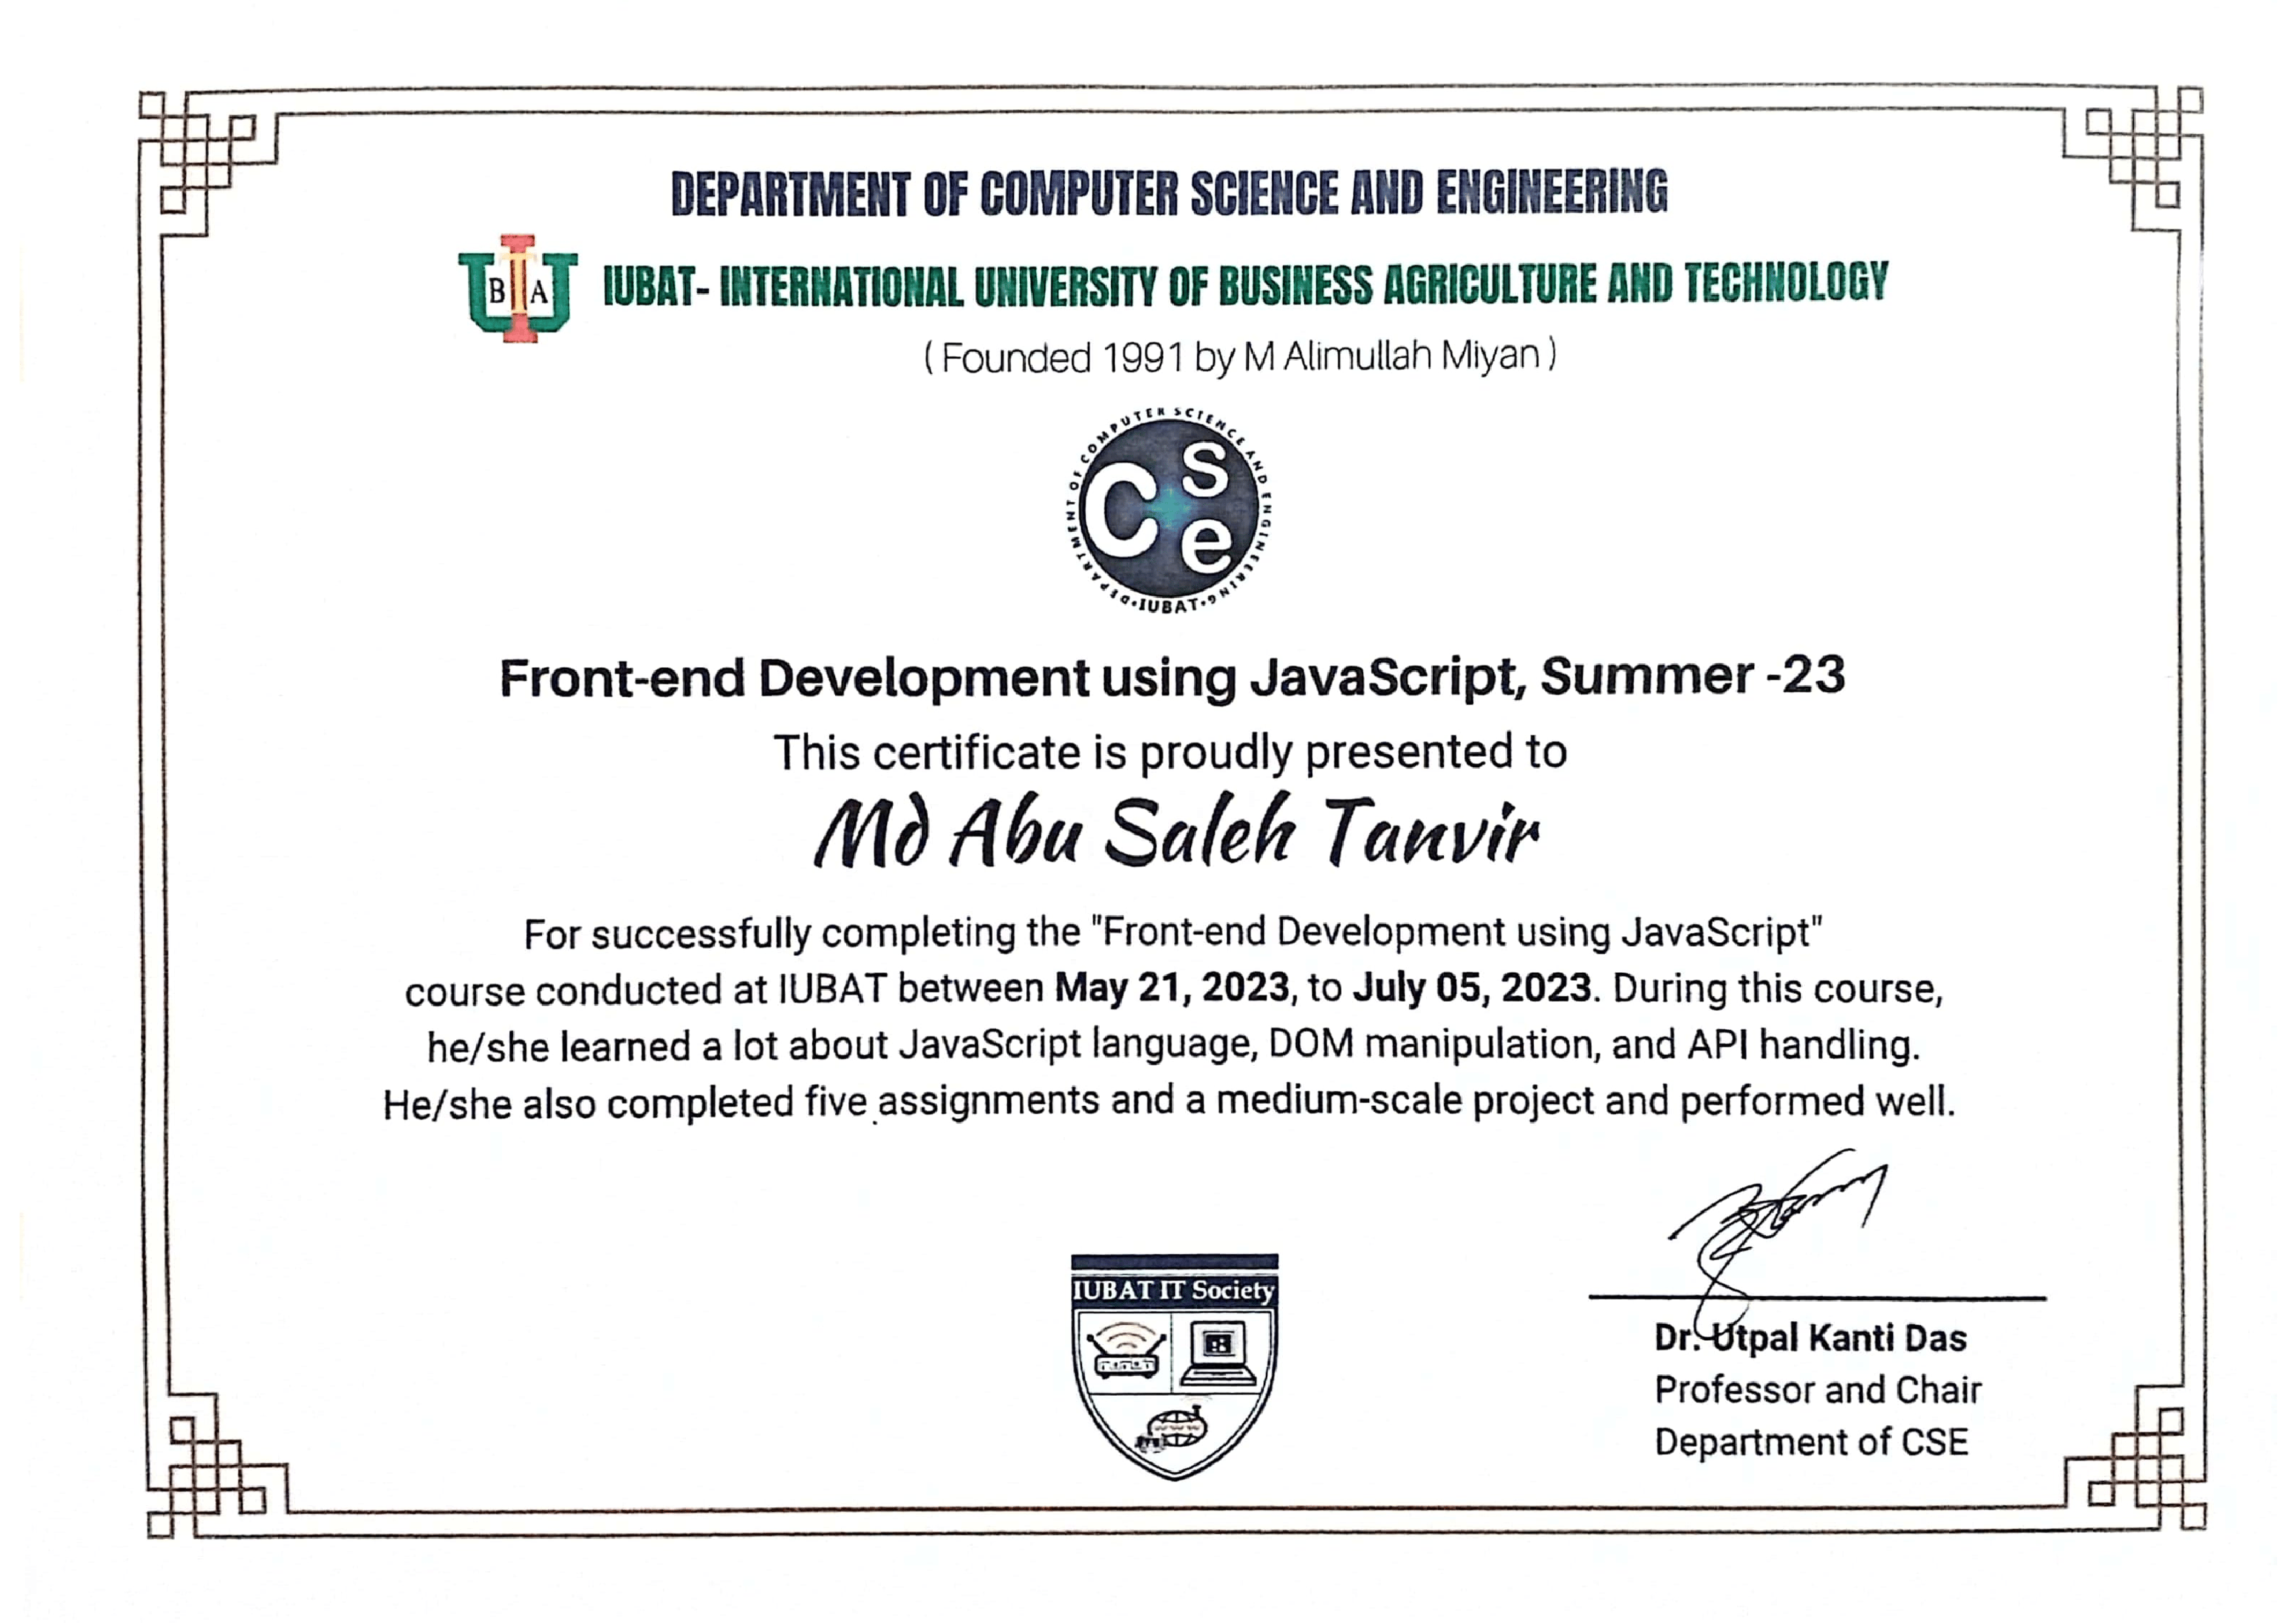 DEPARTMENT OF COMPUTER SCIENCE AND ENGINEERING
BITA
IUBAT- INTERNATIONAL UNIVERSITY OF BUSINESS AGRICULTURE AND TECHNOLOGY
( Founded 1991 by M Alimullah Miyan )
DEPARTMENT OF COMPUTER SCIENCE AND ENGINEERING
Cse
•IUBAT•
Front-end Development using JavaScript, Summer -23
This certificate is proudly presented to
Md Abu Saleh Tanvir
For successfully completing the "Front-end Development using JavaScript"
course conducted at IUBAT between May 21, 2023, to July 05, 2023. During this course,
he/she learned a lot about JavaScript language, DOM manipulation, and API handling.
He/she also completed five assignments and a medium-scale project and performed well.
IUBAT IT Society
Dr. Utpal Kanti Das
Professor and Chair
Department of CSE